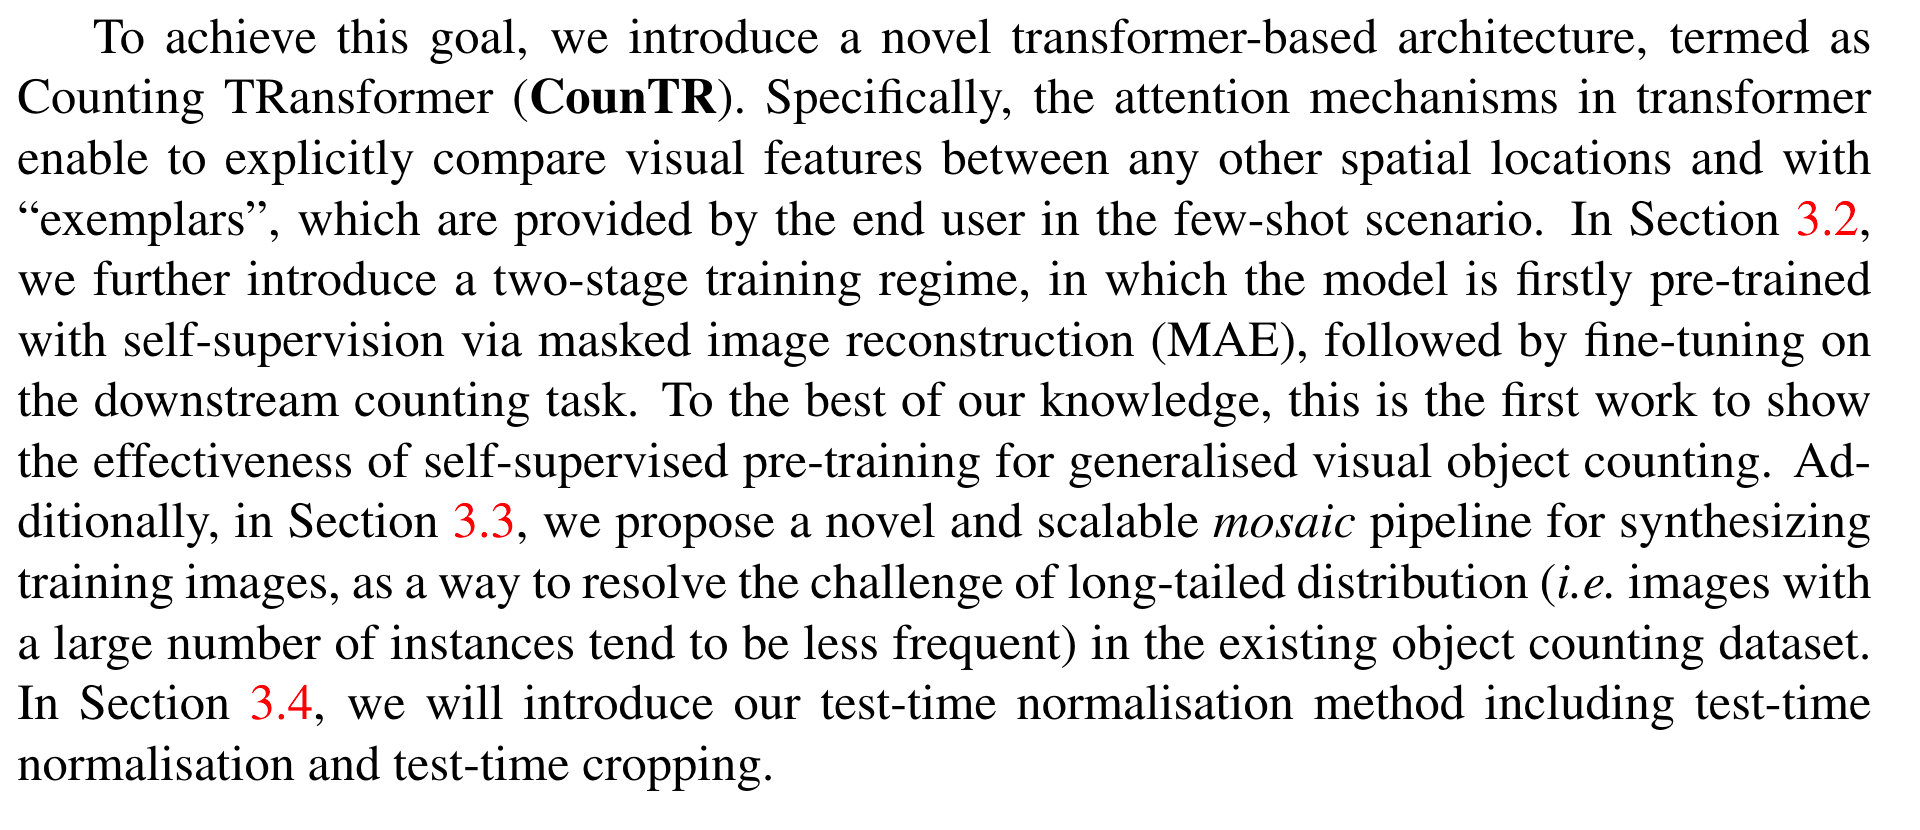 To achieve this goal, we introduce a novel transformer-based architecture, termed as
Counting TRansformer (CounTR). Specifically, the attention mechanisms in transformer
enable to explicitly compare visual features between any other spatial locations and with
“exemplars”, which are provided by the end user in the few-shot scenario. In Section 3.2,
we further introduce a two-stage training regime, in which the model is firstly pre-trained
with self-supervision via masked image reconstruction (MAE), followed by fine-tuning on
the downstream counting task. To the best of our knowledge, this is the first work to show
the effectiveness of self-supervised pre-training for generalised visual object counting. Ad-
ditionally, in Section 3.3, we propose a novel and scalable mosaic pipeline for synthesizing
training images, as a way to resolve the challenge of long-tailed distribution (i.e. images with
a large number of instances tend to be less frequent) in the existing object counting dataset.
In Section 3.4, we will introduce our test-time normalisation method including test-time
normalisation and test-time cropping.